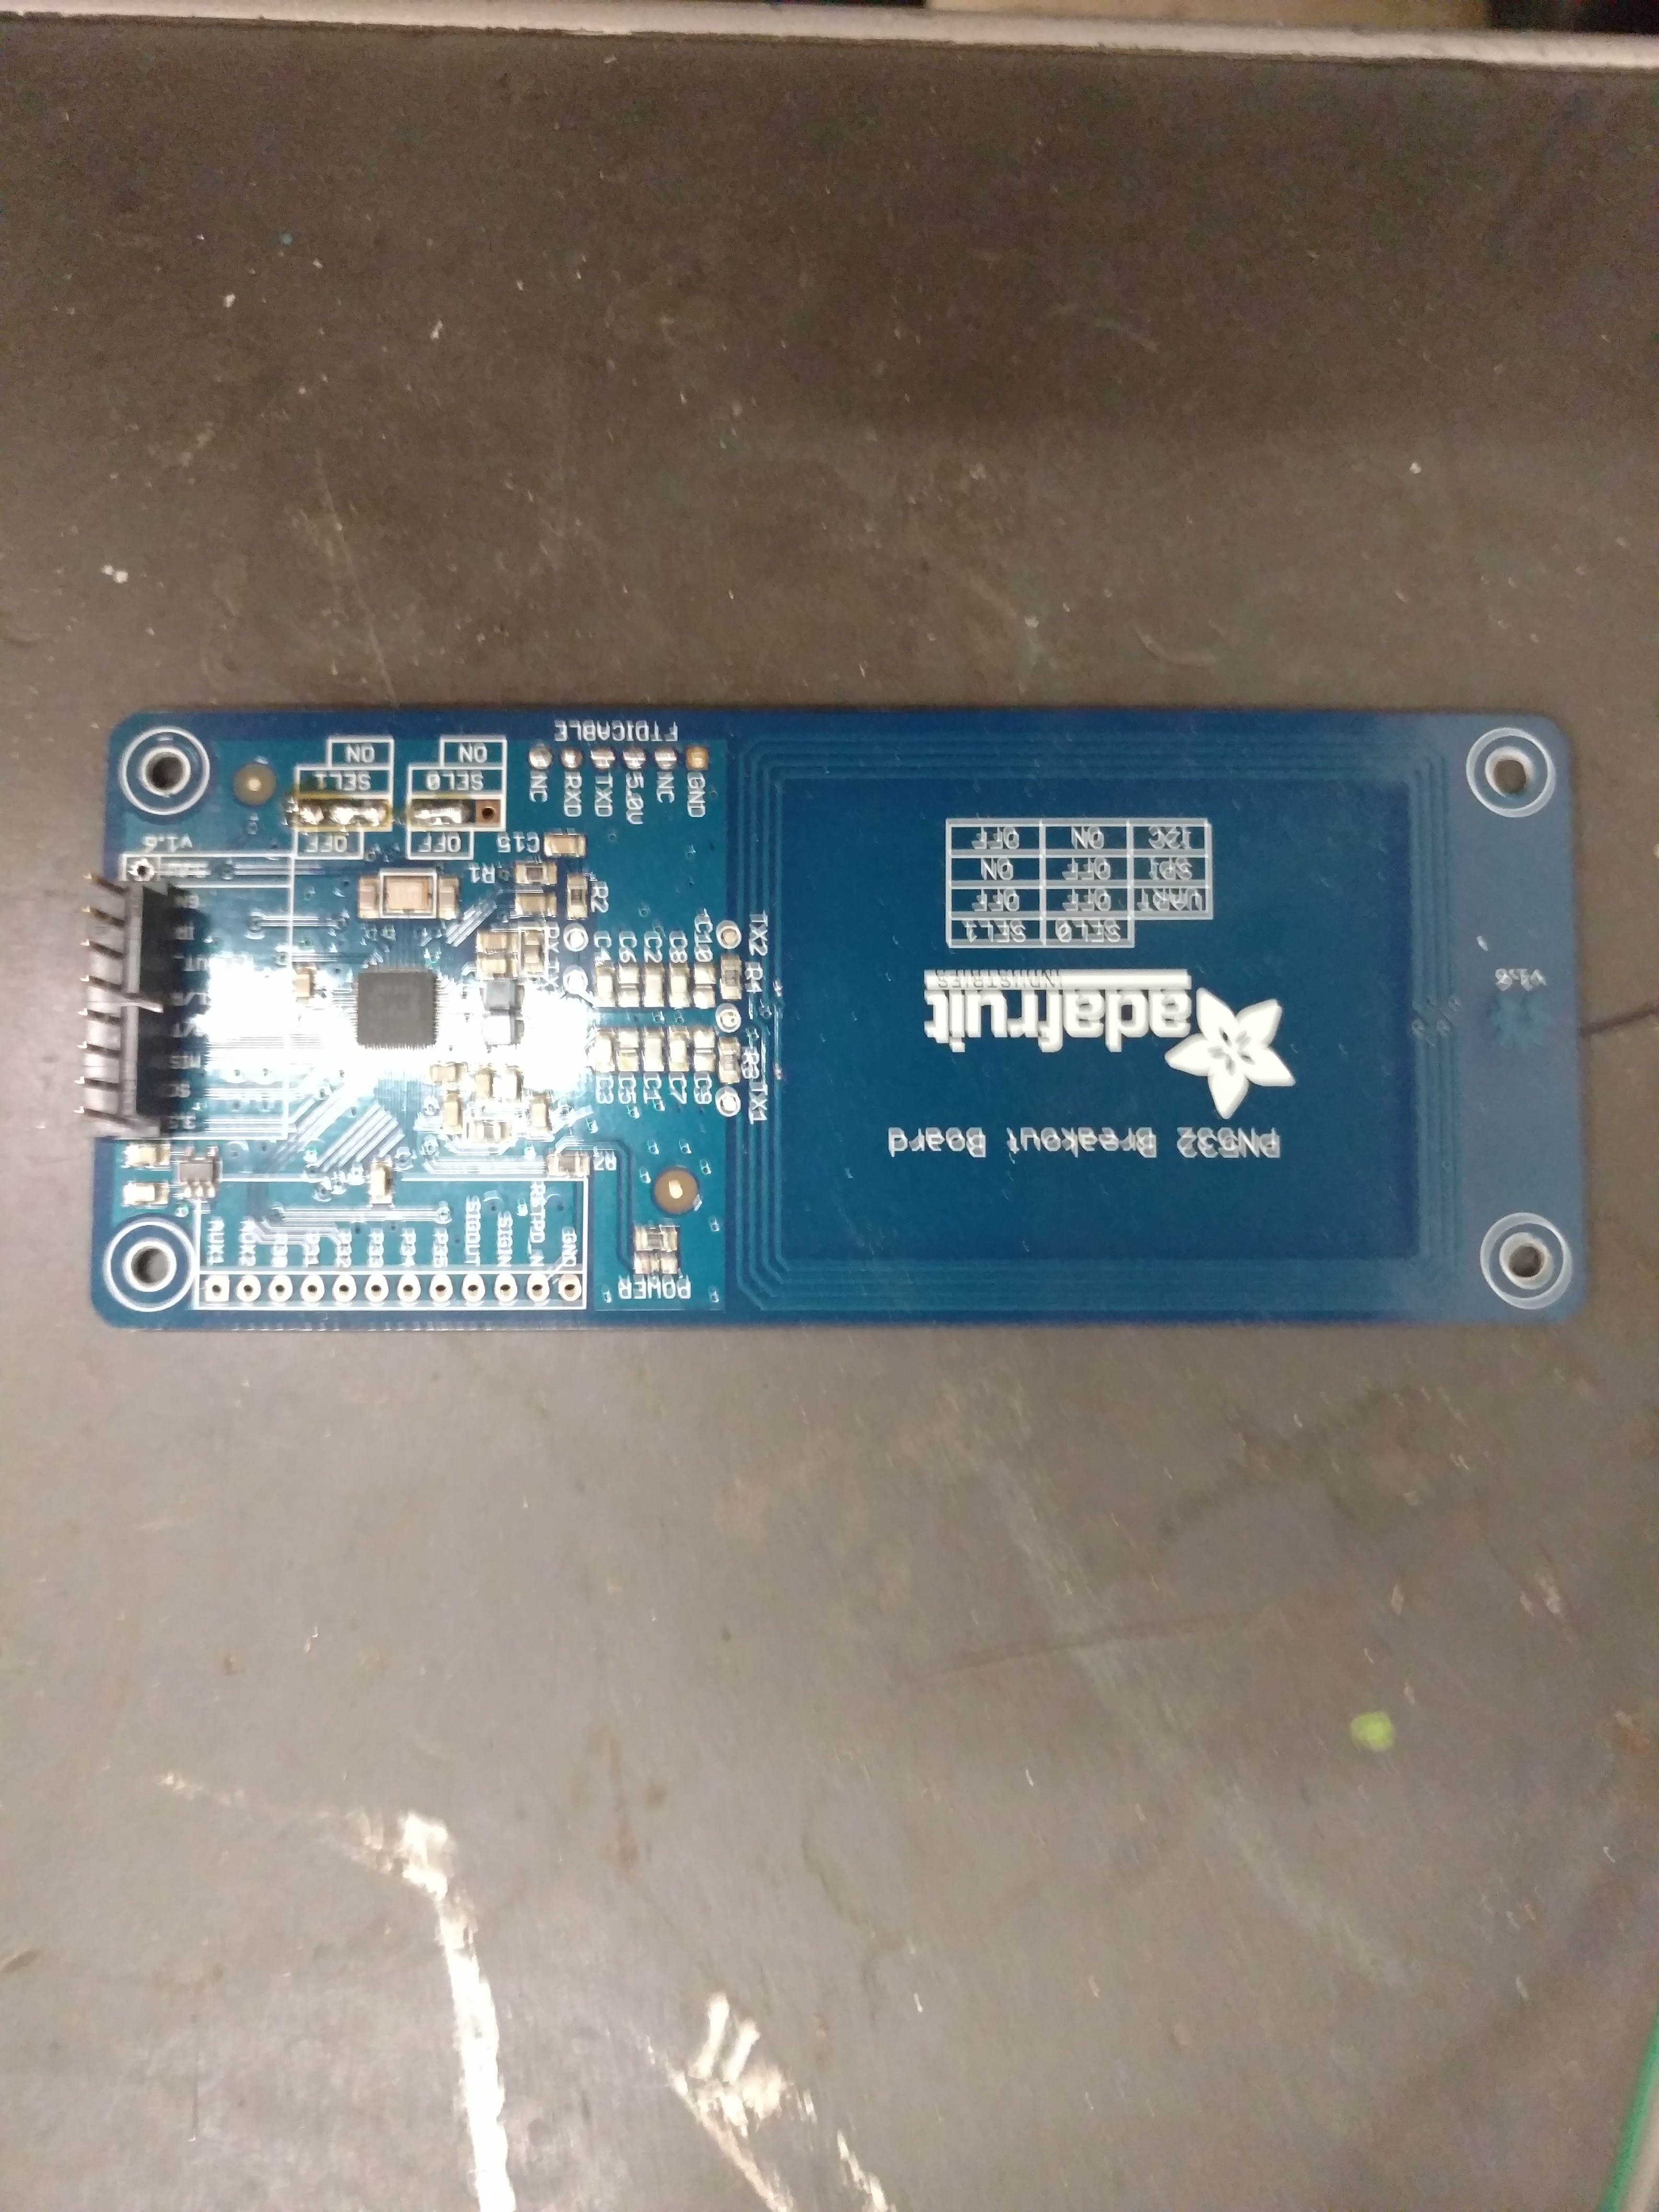 PN532 Breakout Board
adafruit
INDUSTRIES
SEL0 SEL1
UART OFF OFF
SPI OFF ON
I2C ON OFF
v1.6
POWER
GND
RSTPD_N
SIGIN
SIGOUT
P35
P34
P33
P32
AUX2
AUX1
R3
TX1
C9
C7
C1
C5
C3
R4
TX2
C10
C8
C2
C6
C4
R2
R1
C15
GND
NC
5.0V
TXD
RXD
NC
FTDICABLE
OFF
SEL0
ON
OFF
SEL1
ON
v1.6